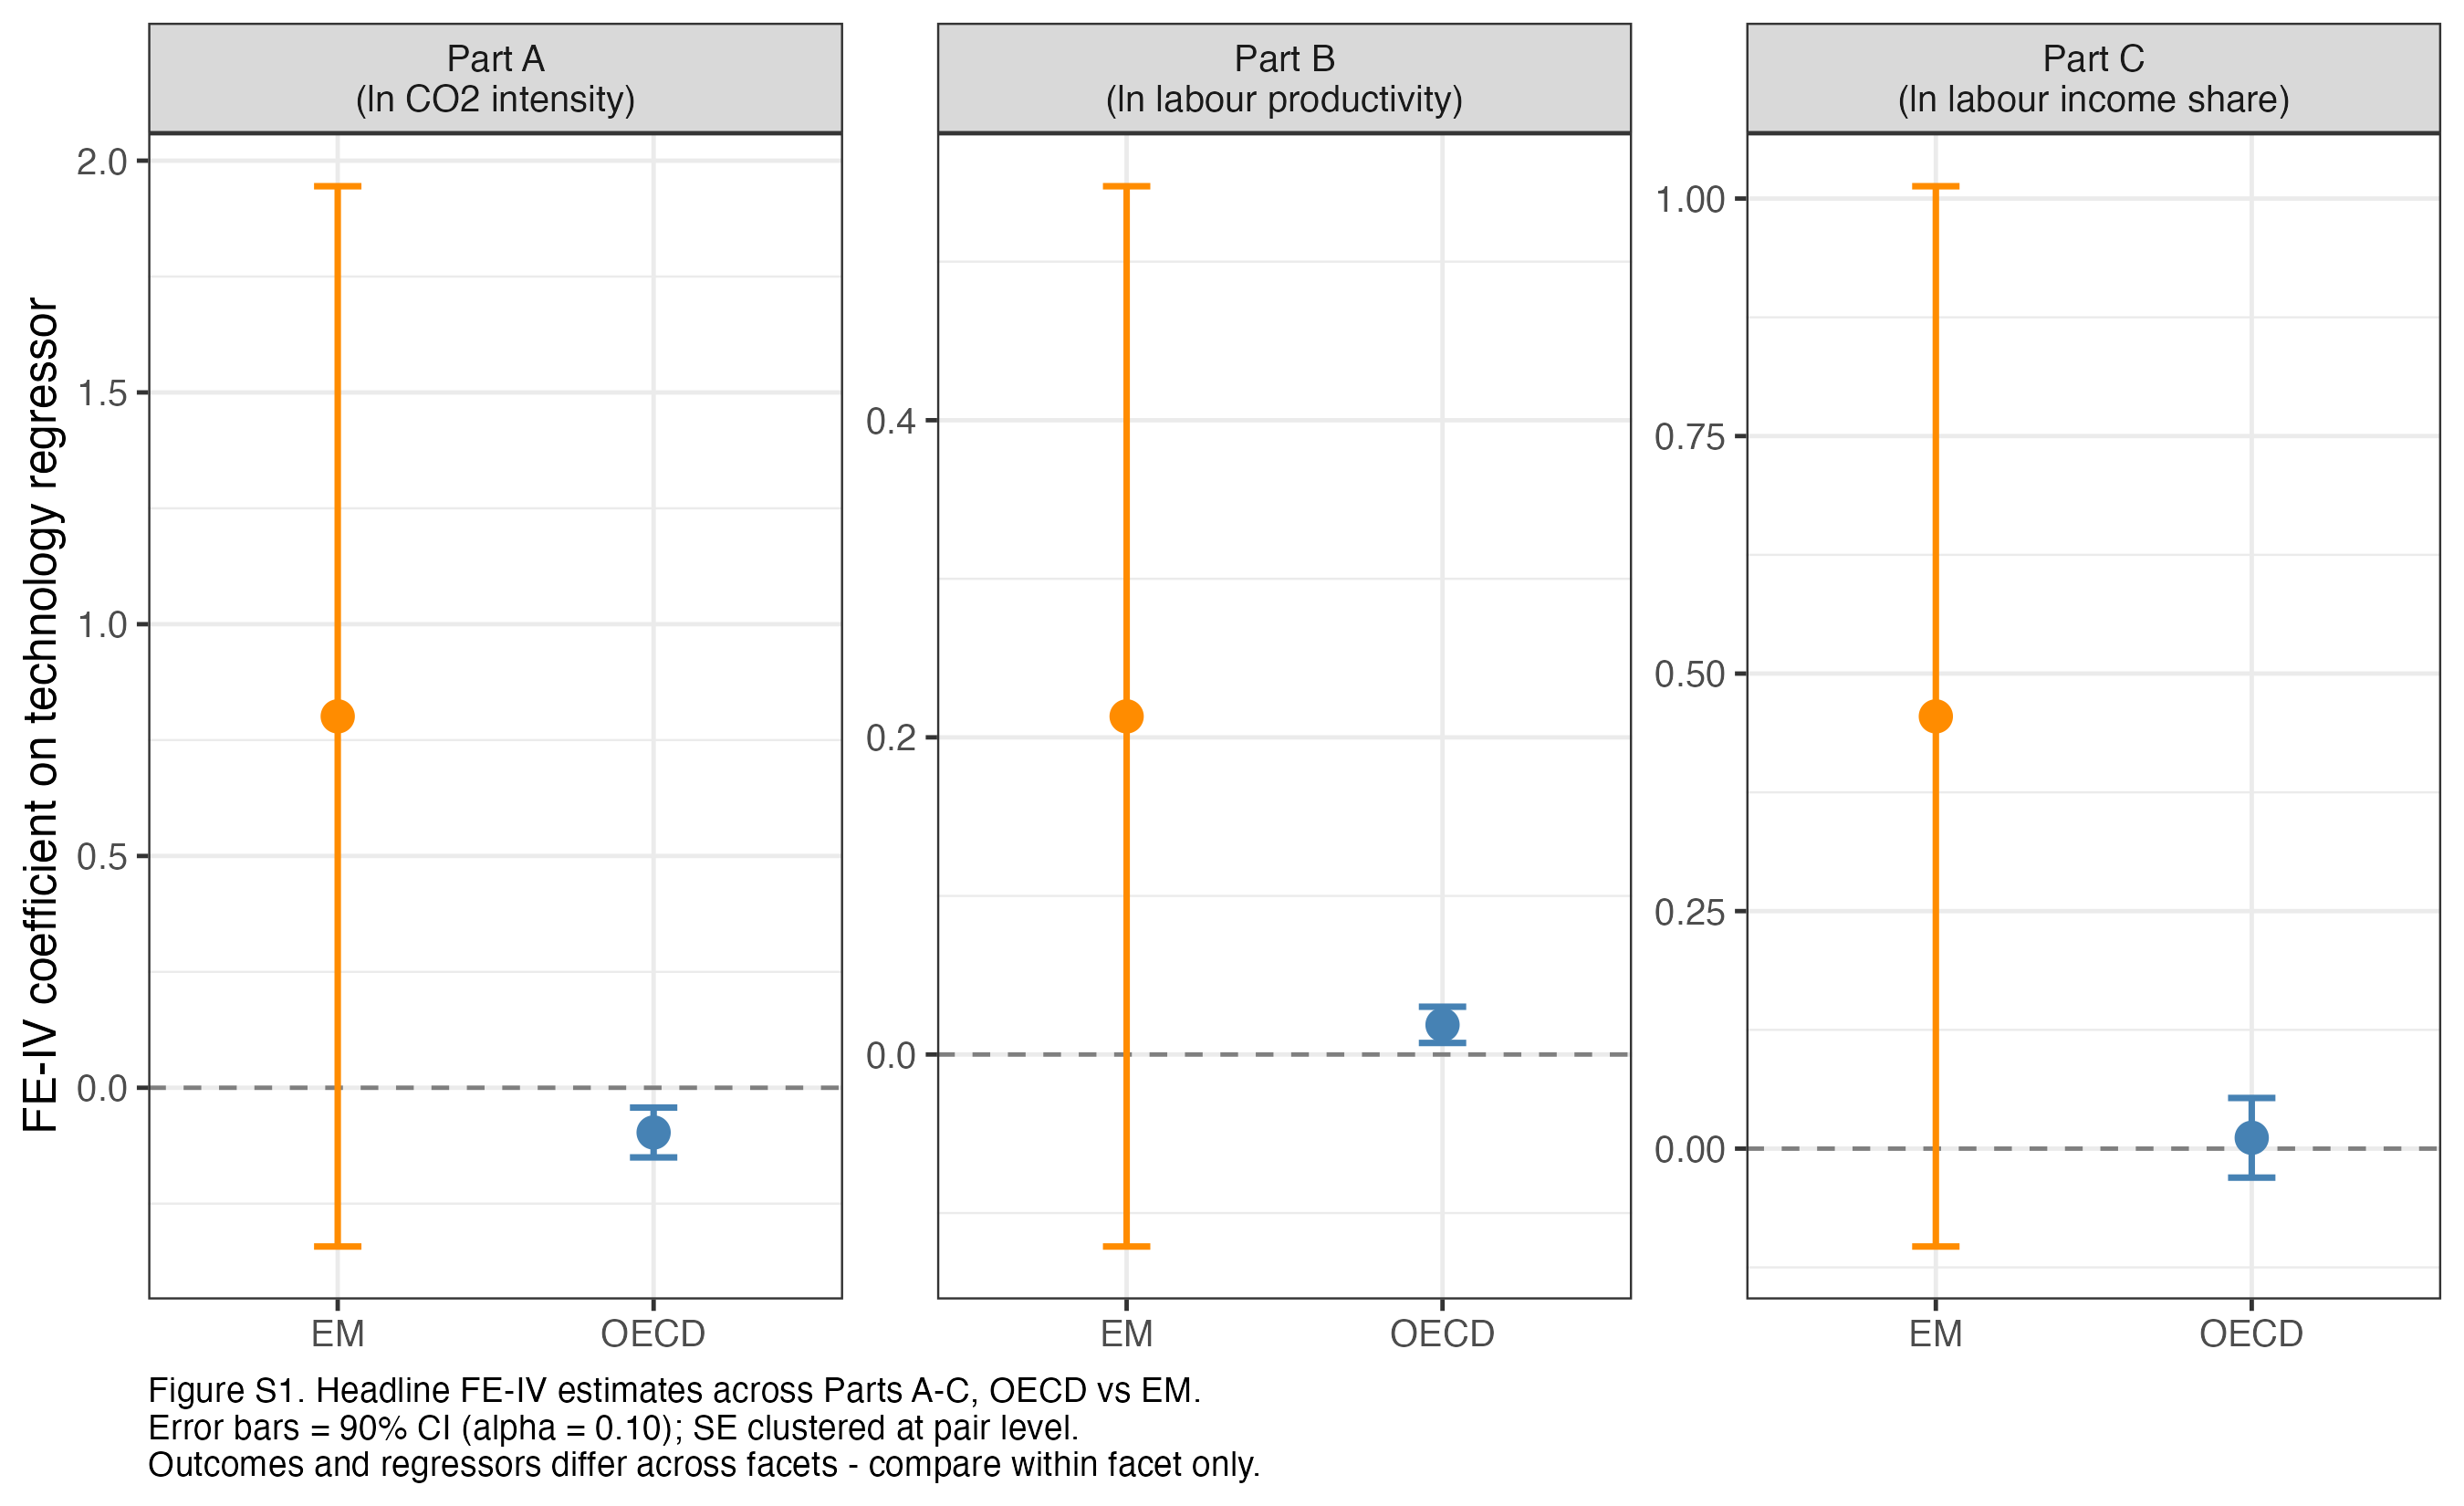 Part A
(ln CO2 intensity)
Part B
(ln labour productivity)
Part C
(ln labour income share)
FE-IV coefficient on technology regressor
2.0
1.5
1.0
0.5
0.0
0.4
0.2
0.0
1.00
0.75
0.50
0.25
0.00
EM
OECD
EM
OECD
EM
OECD
Figure S1. Headline FE-IV estimates across Parts A-C, OECD vs EM.
Error bars = 90% CI (alpha = 0.10); SE clustered at pair level.
Outcomes and regressors differ across facets - compare within facet only.